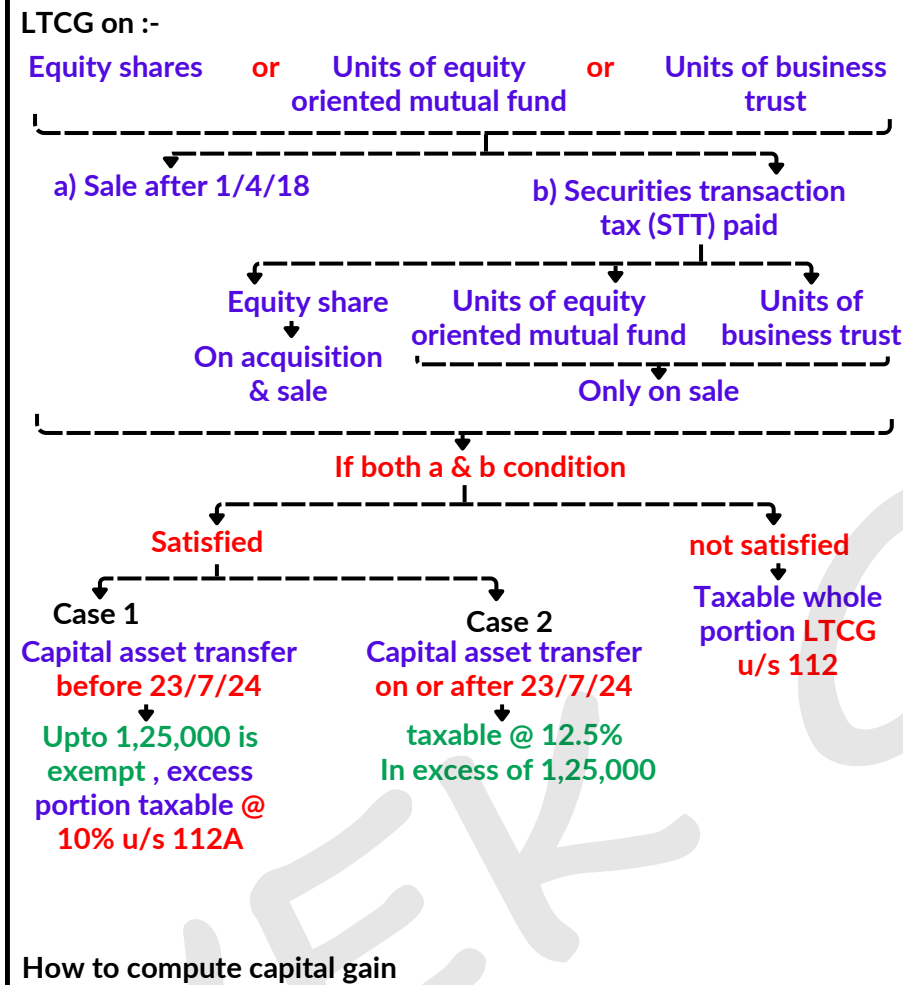 LTCG on :-
Equity shares or Units of equity or Units of business
oriented mutual fund trust
a) Sale after 1/4/18
b) Securities transaction
tax (STT) paid
Equity share
On acquisition
& sale
Units of equity
oriented mutual fund
Units of
business trust
Only on sale
If both a & b condition
Satisfied
not satisfied
Case 1
Capital asset transfer
before 23/7/24
Upto 1,25,000 is
exempt , excess
portion taxable @
10% u/s 112A
Case 2
Capital asset transfer
on or after 23/7/24
taxable @ 12.5%
In excess of 1,25,000
Taxable whole
portion LTCG
u/s 112
How to compute capital gain